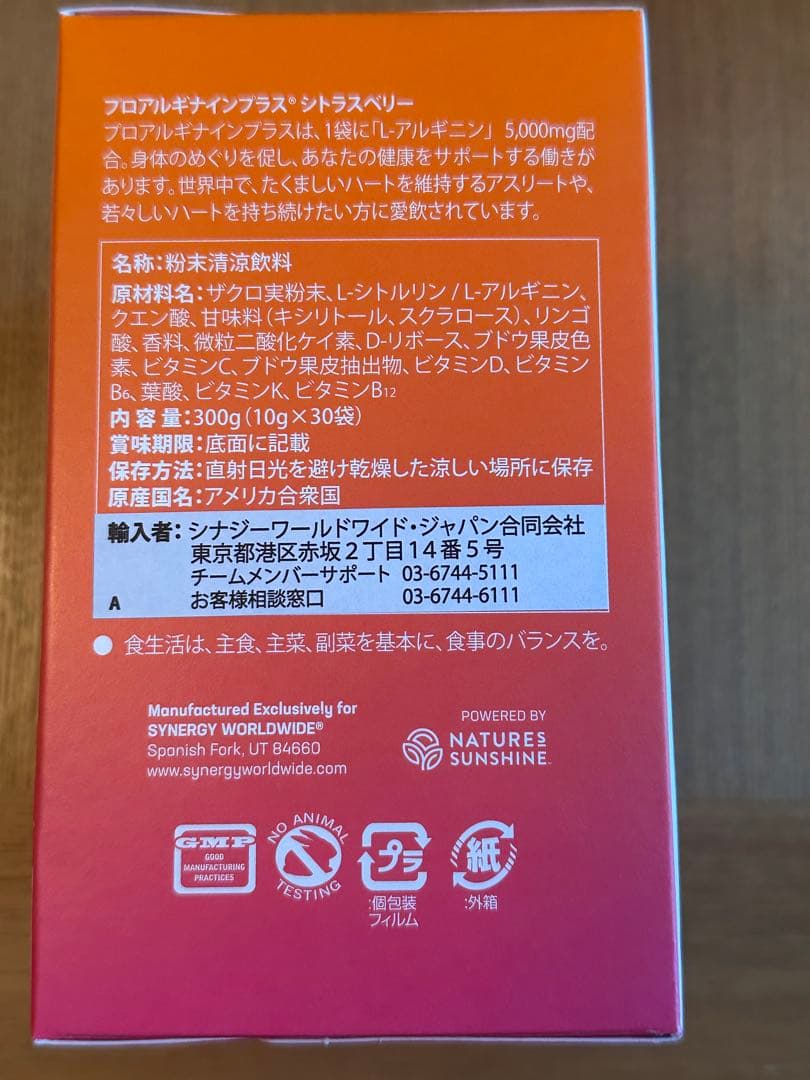 プロアルギナインプラス® シトラスベリー
プロアルギナインプラスは、1袋に「L-アルギニン」 5,000mg配
合。身体のめぐりを促し、あなたの健康をサポートする働きが
あります。世界中で、たくましいハートを維持するアスリートや、
若々しいハートを持ち続けたい方に愛飲されています。
名称:粉末清涼飲料
原材料名:ザクロ実粉末、L-シトルリン / L-アルギニン、
クエン酸、甘味料(キシリトール、スクラロース)、リンゴ
酸、香料、微粒二酸化ケイ素、D-リボース、ブドウ果皮色
素、ビタミンC、ブドウ果皮抽出物、ビタミンD、ビタミン
B6、葉酸、ビタミンK、ビタミンB12
内 容 量:300g(10g×30袋)
賞味期限:底面に記載
保存方法:直射日光を避け乾燥した涼しい場所に保存
原産国名:アメリカ合衆国
輸入者: シナジーワールドワイド・ジャパン合同会社
東京都港区赤坂2丁目14番5号
チームメンバーサポート 03-6744-5111
A お客様相談窓口 03-6744-6111
● 食生活は、主食、主菜、副菜を基本に、食事のバランスを。
Manufactured Exclusively for
SYNERGY WORLDWIDE®
Spanish Fork, UT 84660
www.synergyworldwide.com
POWERED BY
NATURE'S
SUNSHINE™
GMP
GOOD
MANUFACTURING
PRACTICES
NO ANIMAL
TESTING
プラ
:個包装
フィルム
紙
:外箱